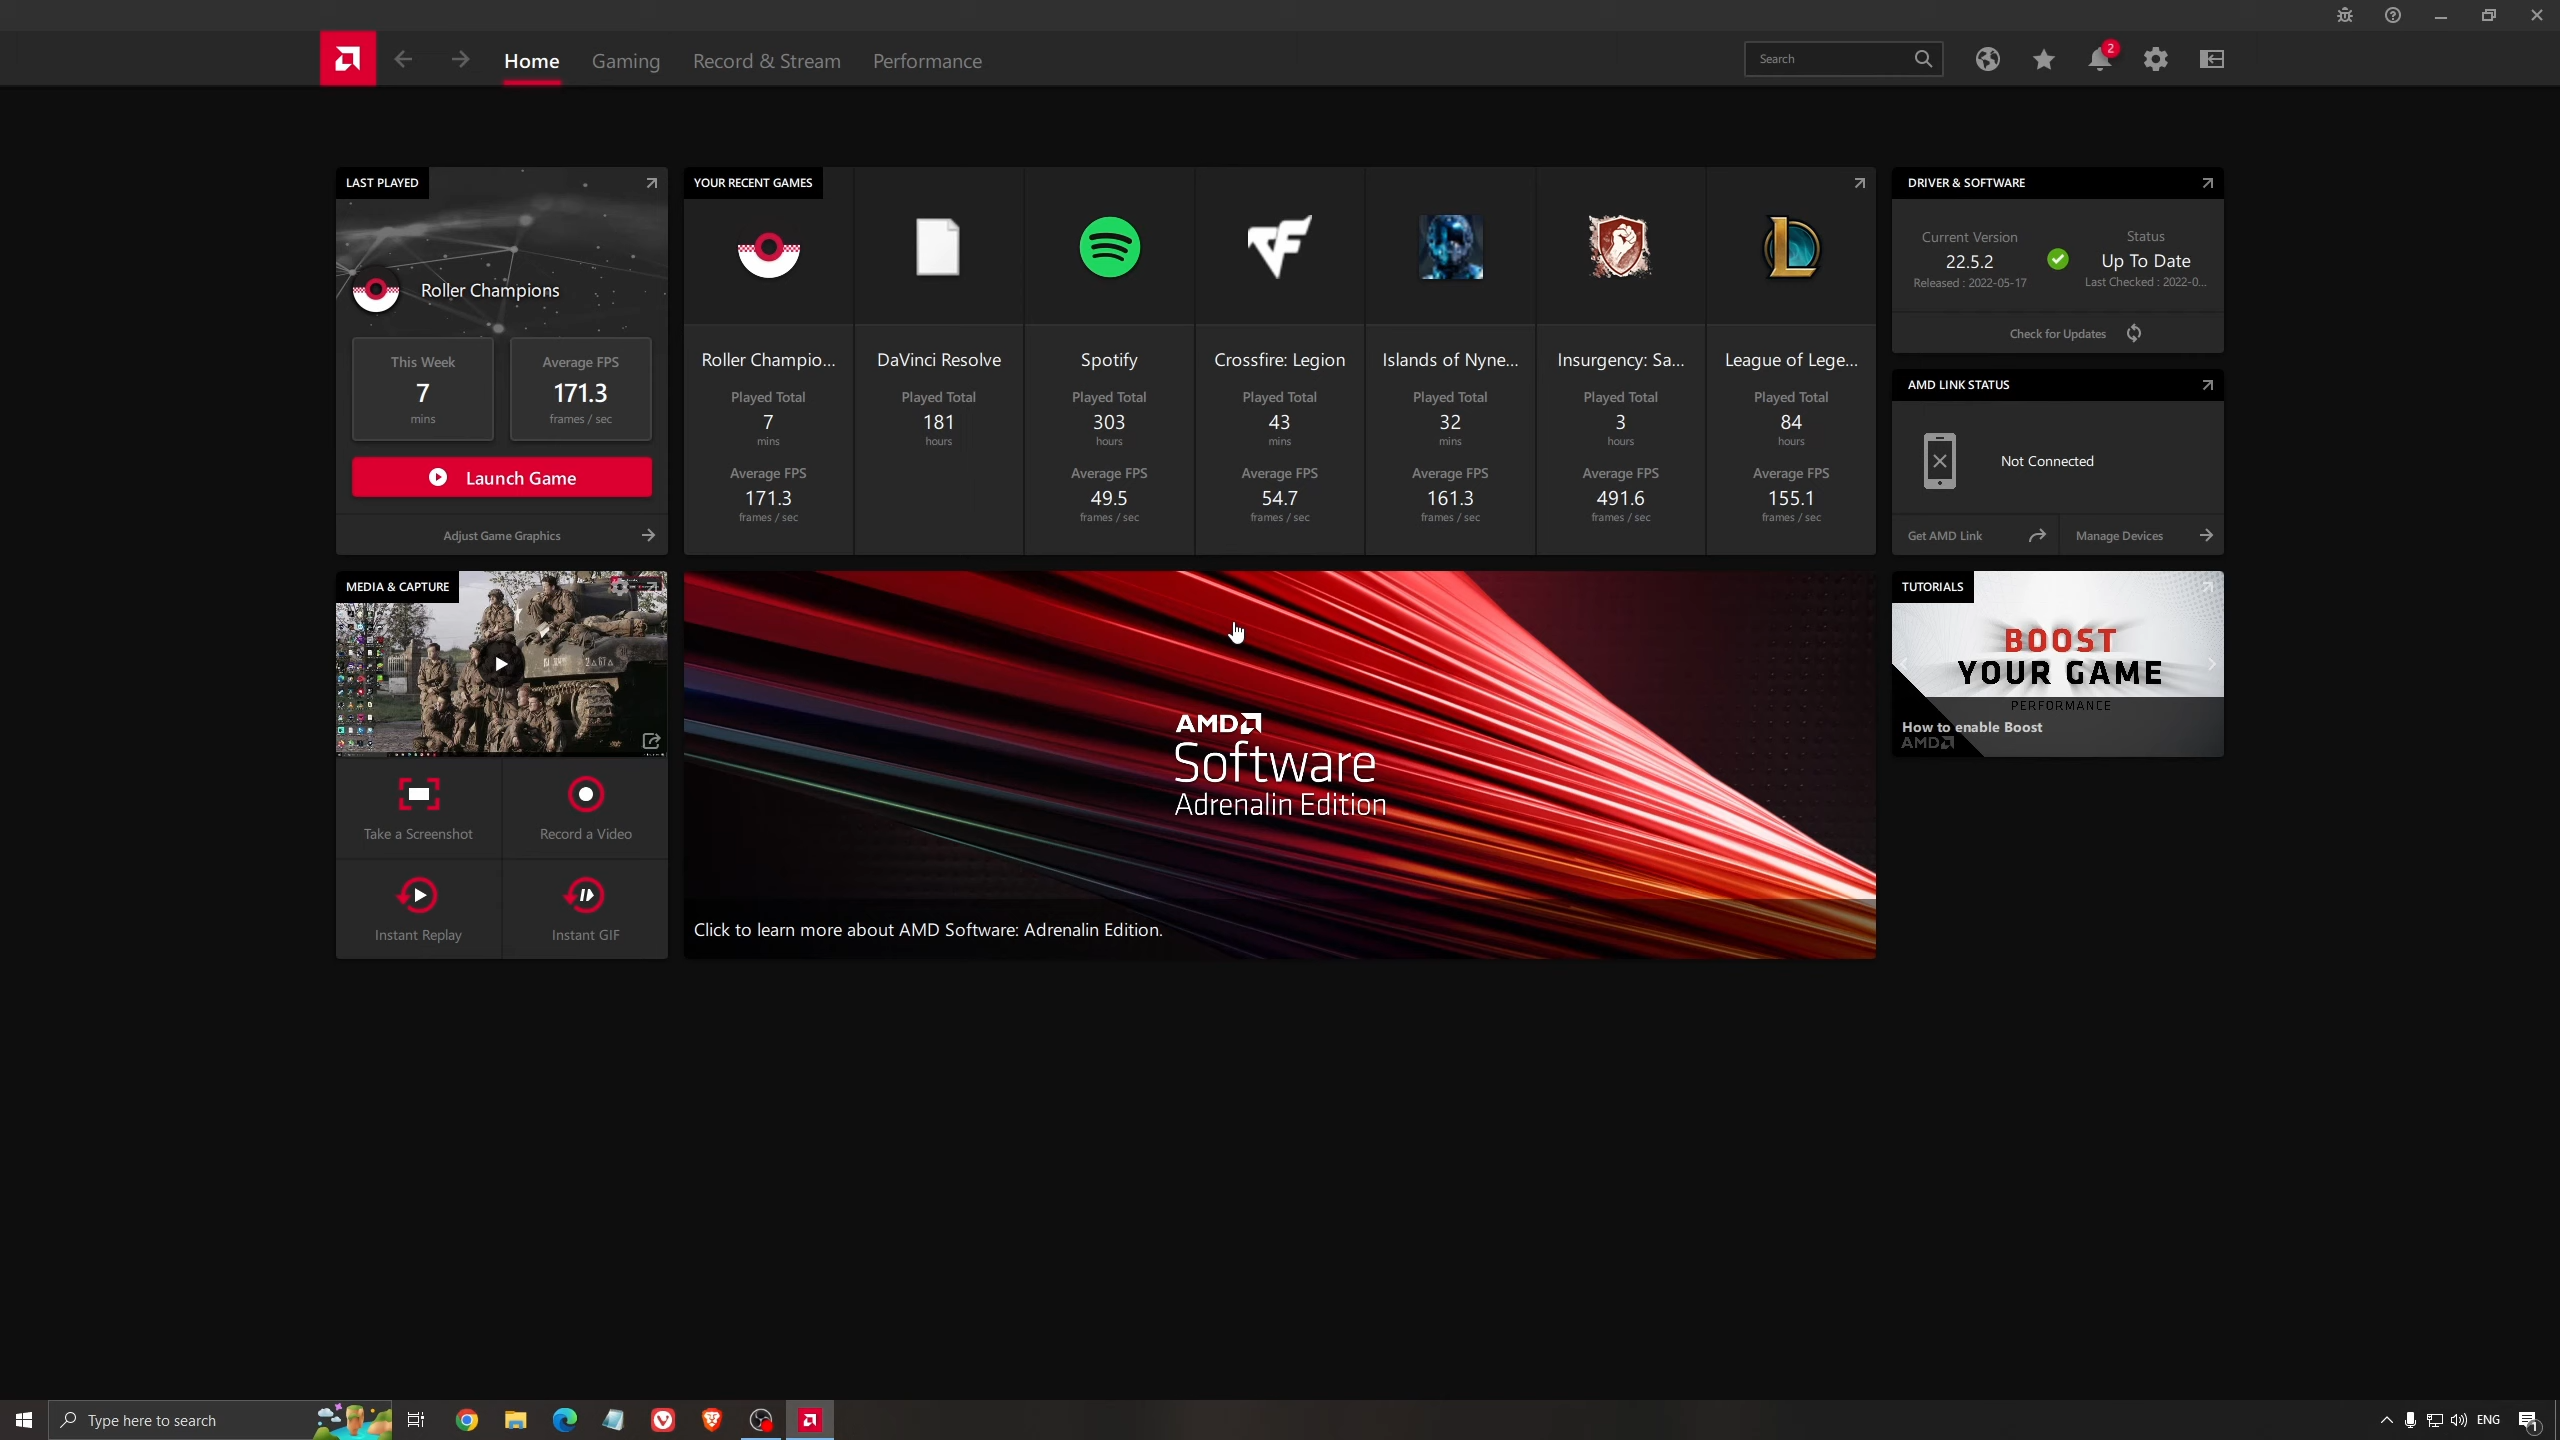 Home
Gaming
Record & Stream
Performance
Search
2
LAST PLAYED
Roller Champions
This Week
7
mins
Average FPS
171.3
frames / sec
Launch Game
Adjust Game Graphics
YOUR RECENT GAMES
Roller Champio...
Played Total
7
mins
Average FPS
171.3
frames / sec
DaVinci Resolve
Played Total
181
hours
Spotify
Played Total
303
hours
Average FPS
49.5
frames / sec
Crossfire: Legion
Played Total
43
mins
Average FPS
54.7
frames / sec
Islands of Nyne...
Played Total
32
mins
Average FPS
161.3
frames / sec
Insurgency: Sa...
Played Total
3
hours
Average FPS
491.6
frames / sec
League of Lege...
Played Total
84
hours
Average FPS
155.1
frames / sec
DRIVER & SOFTWARE
Current Version
22.5.2
Released : 2022-05-17
Status
Up To Date
Last Checked : 2022-0...
Check for Updates
AMD LINK STATUS
Not Connected
Get AMD Link
Manage Devices
MEDIA & CAPTURE
Take a Screenshot
Record a Video
Instant Replay
Instant GIF
AMD
Software
Adrenalin Edition
Click to learn more about AMD Software: Adrenalin Edition.
TUTORIALS
BOOST
YOUR GAME
PERFORMANCE
How to enable Boost
AMD
Type here to search
ENG
1